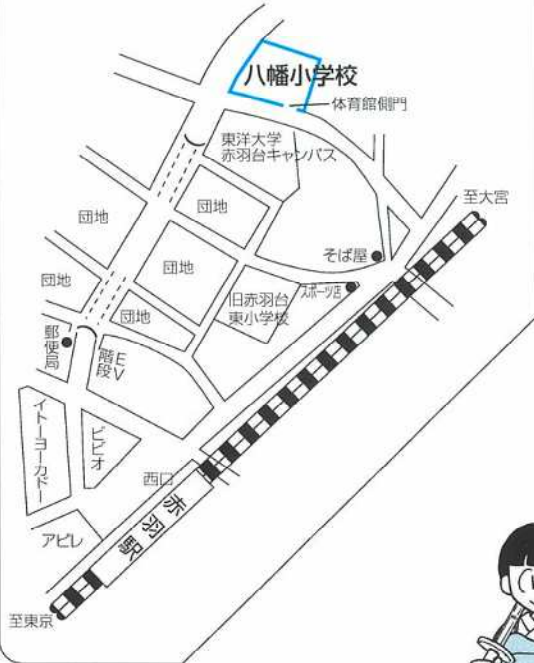 八幡小学校
体育館側門
東洋大学
赤羽台キャンパス
至大宮
団地
団地
そば屋
団地
団地
スポーツ店
旧赤羽台
東小学校
団地
郵便局
階段
EV
イトーヨーカドー
ビビオ
西口
赤羽駅
アピレ
至東京